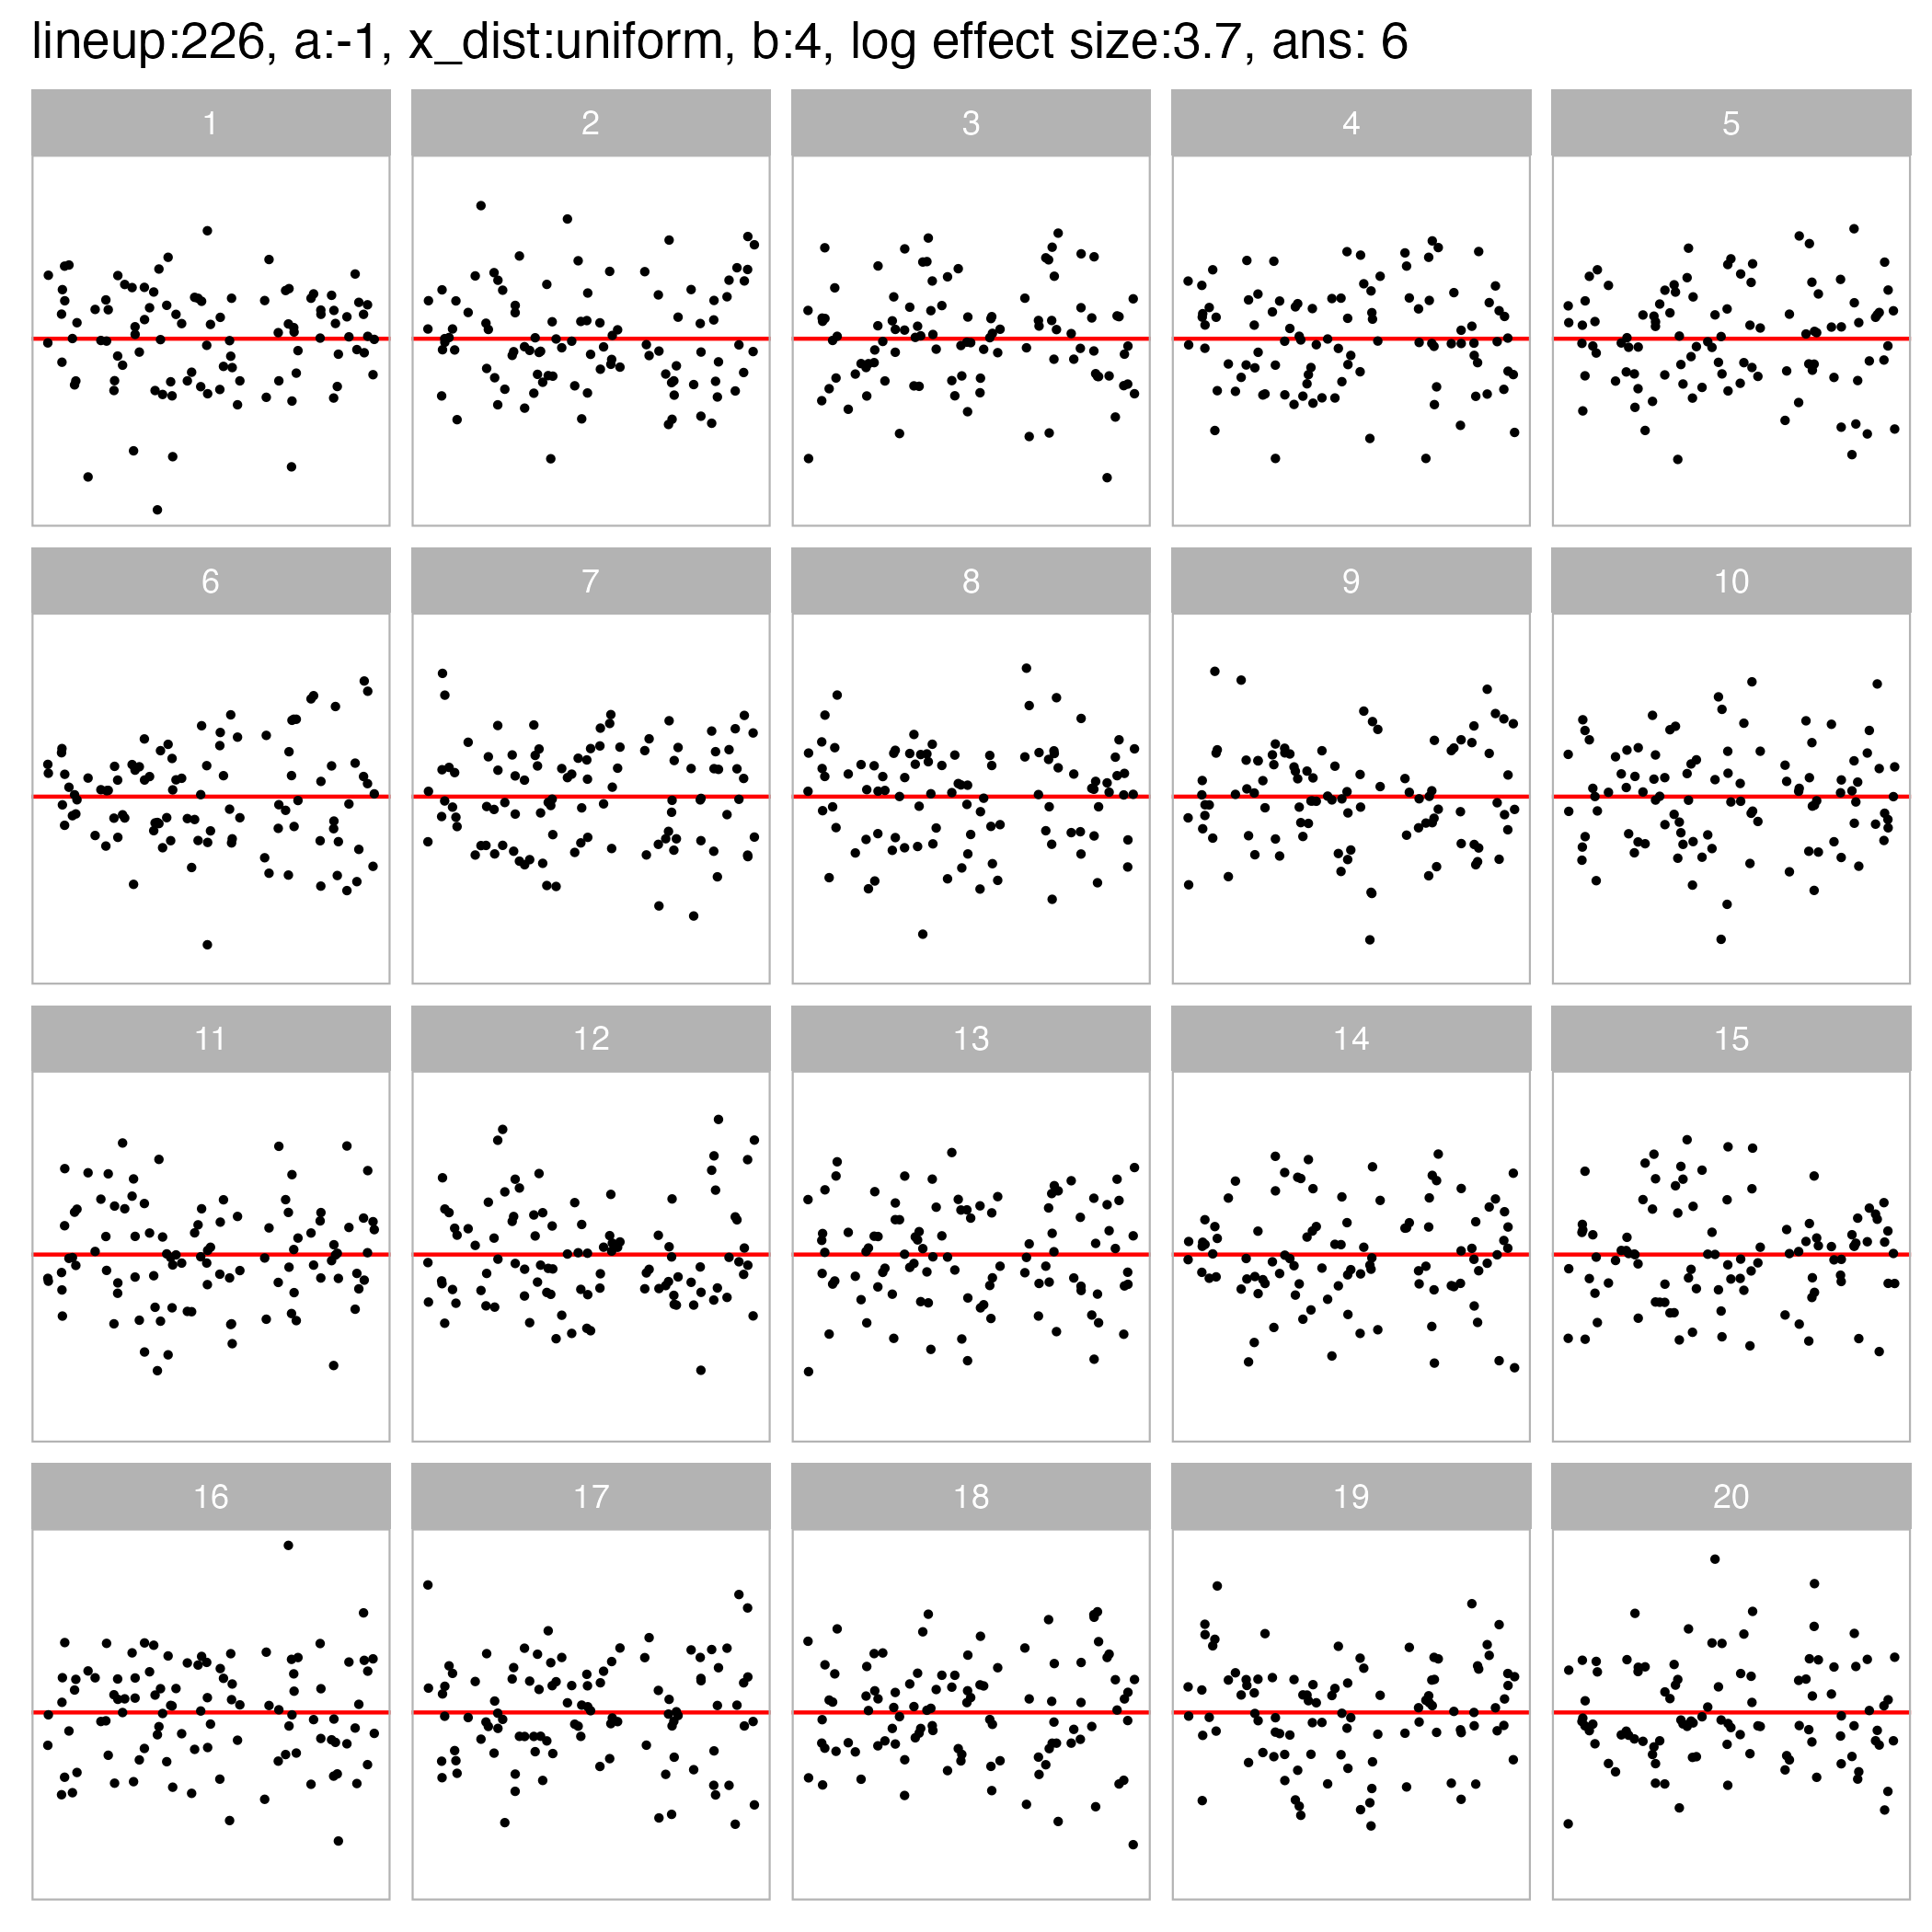 lineup:226, a:-1, x_dist:uniform, b:4, log effect size:3.7, ans: 6
1 2 3 4 5
6 7 8 9 10
11 12 13 14 15
16 17 18 19 20